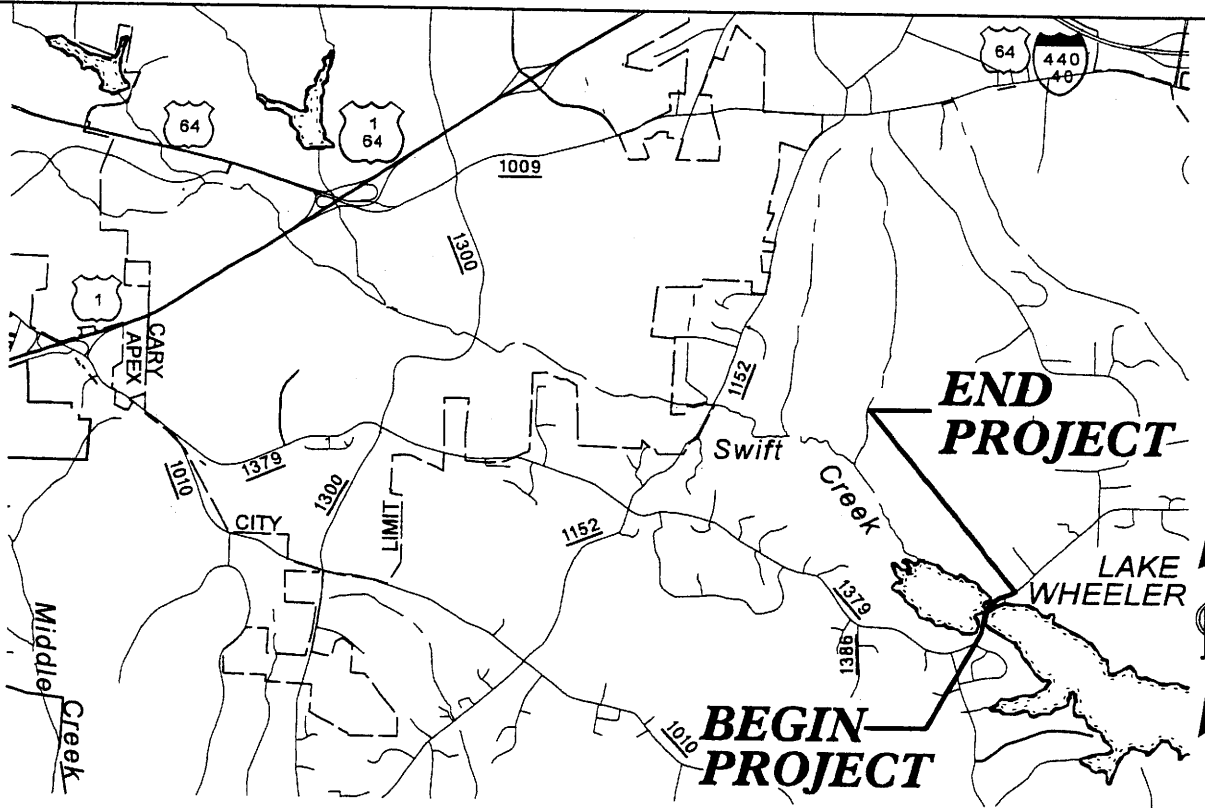 64
440
40
64
1
64
1009
1300
1
CARY
APEX
1152
END
PROJECT
Swift
Creek
1379
1010
1300
LIMIT
CITY
1152
LAKE
WHEELER
1379
1386
Middle
Creek
BEGIN
PROJECT
1010